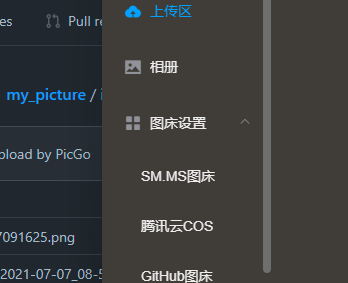 上传区
Pull re
相册
my_picture / i
图床设置
pload by PicGo
SM.MS图床
腾讯云COS
7091625.png
2021-07-07_08-5
GitHub图床